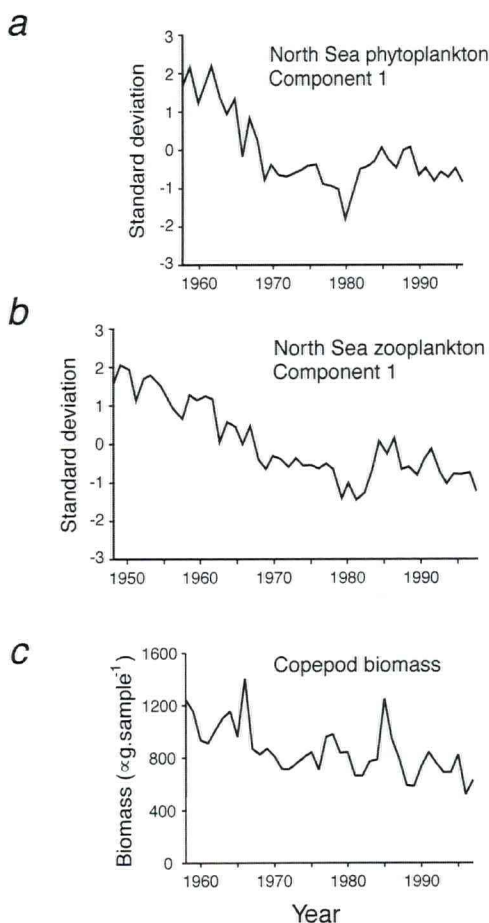 a
North Sea phytoplankton
Component 1
Standard deviation
3
2
1
0
-1
-2
-3
1960 1970 1980 1990
b
North Sea zooplankton
Component 1
Standard deviation
3
2
1
0
-1
-2
-3
1950 1960 1970 1980 1990
c
Copepod biomass
Biomass (αg.sample⁻¹)
1600
1200
800
400
0
1960 1970 1980 1990
Year